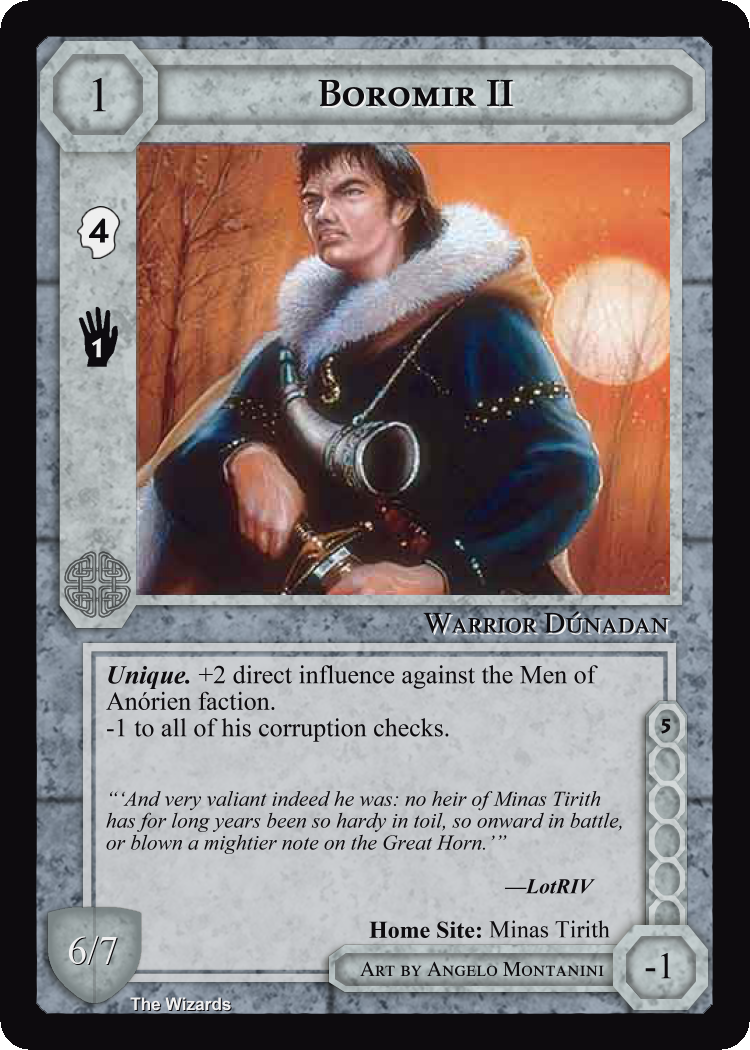 1
Boromir II
4
1
Warrior Dúnadan
Unique. +2 direct influence against the Men of
Anórien faction.
-1 to all of his corruption checks.
5
“‘And very valiant indeed he was: no heir of Minas Tirith
has for long years been so hardy in toil, so onward in battle,
or blown a mightier note on the Great Horn.’”
—LotRIV
Home Site: Minas Tirith
6/7
Art by Angelo Montanini
-1
The Wizards